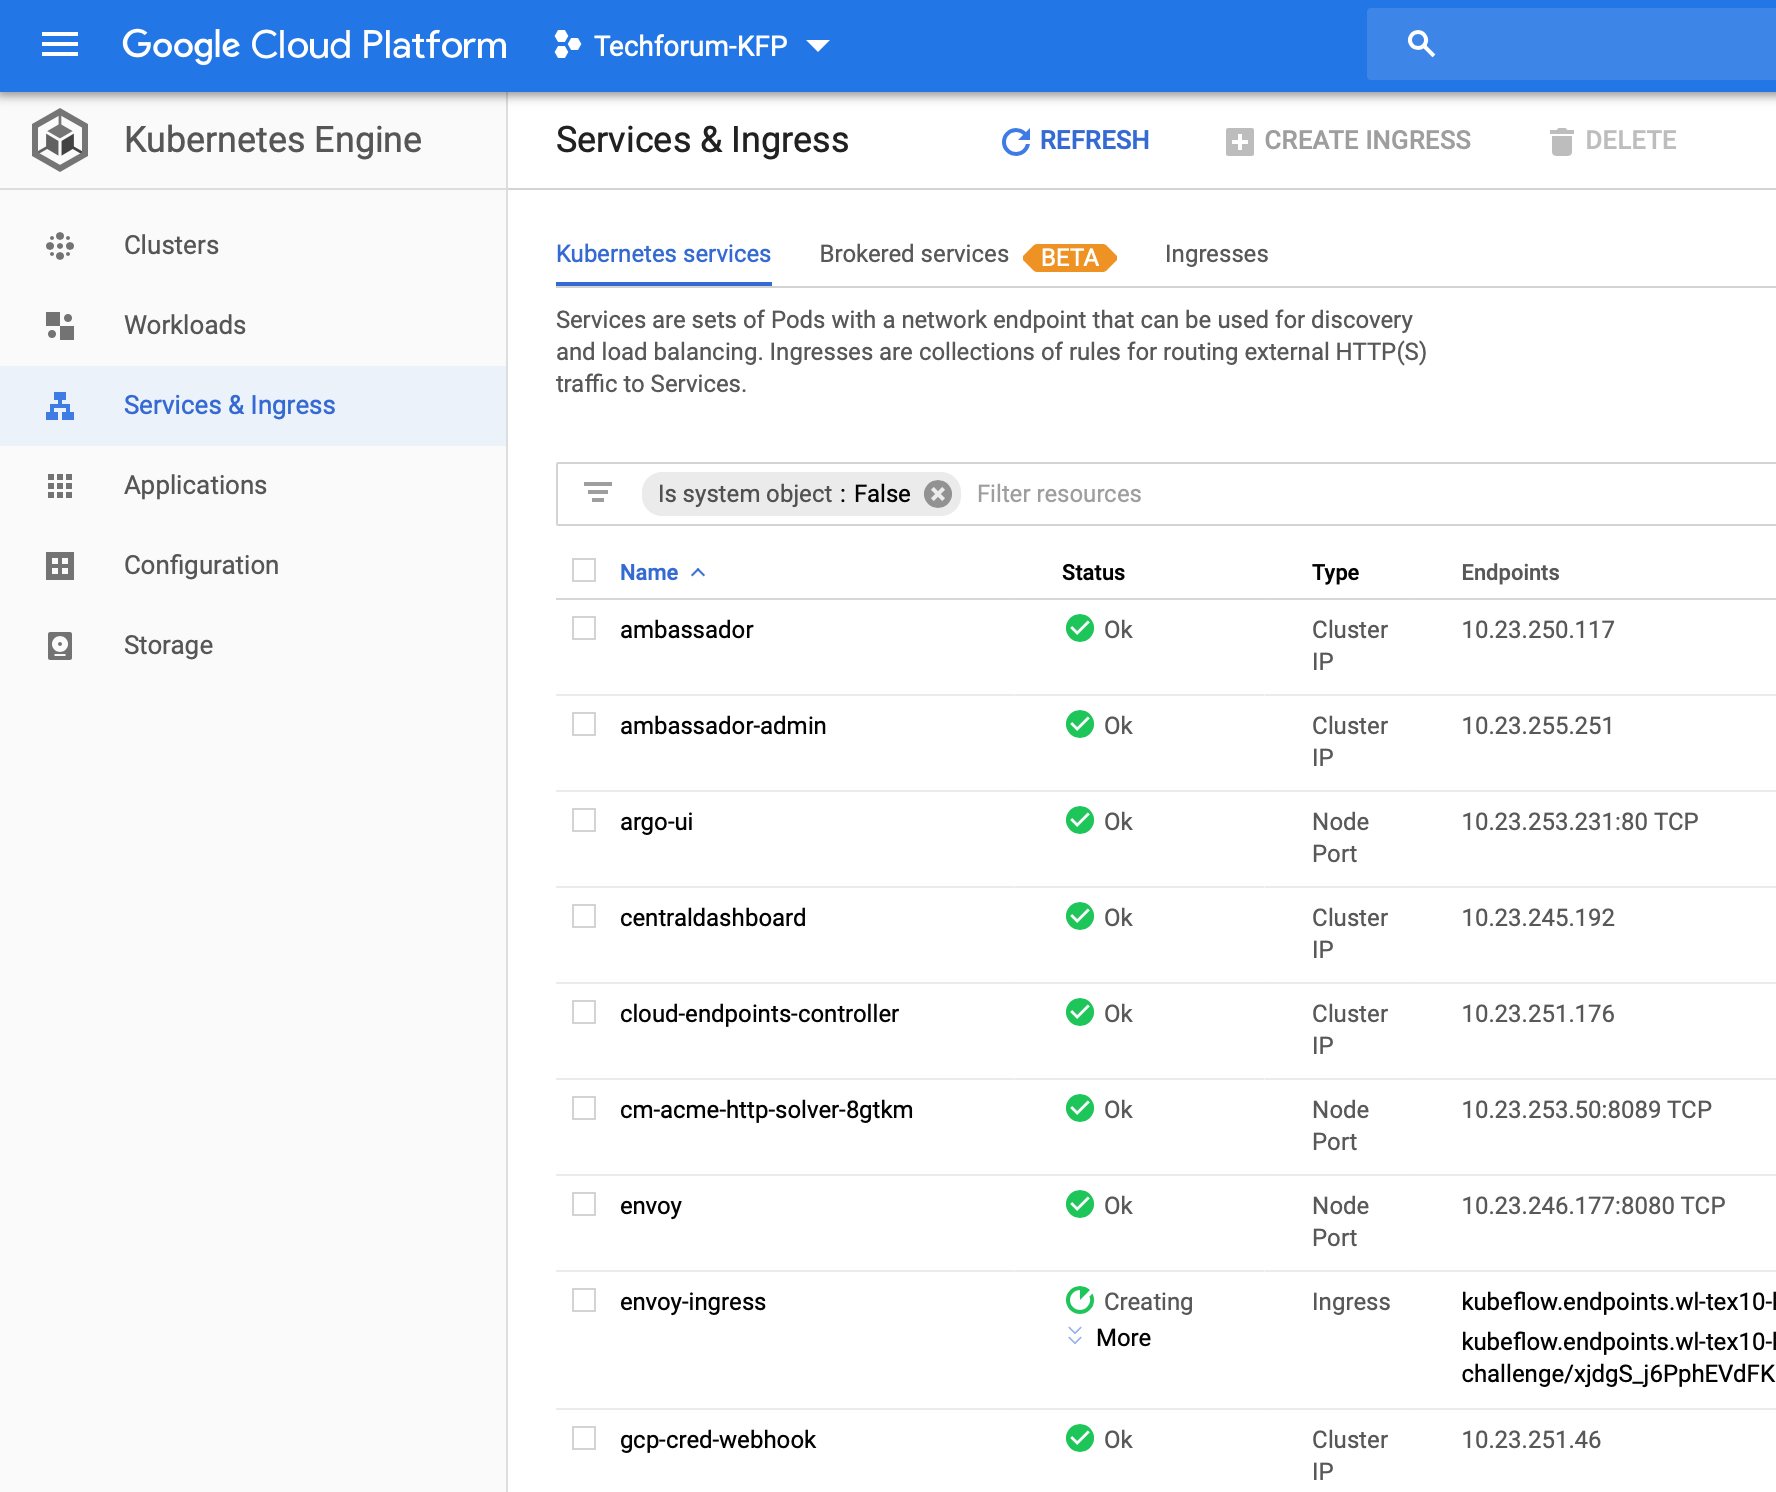 Google Cloud Platform
Techforum-KFP
Kubernetes Engine
Services & Ingress
REFRESH
CREATE INGRESS
DELETE
Clusters
Workloads
Services & Ingress
Applications
Configuration
Storage
Kubernetes services
Brokered services BETA
Ingresses
Services are sets of Pods with a network endpoint that can be used for discovery
and load balancing. Ingresses are collections of rules for routing external HTTP(S)
traffic to Services.
Is system object : False
Filter resources
Name Status Type Endpoints
ambassador Ok Cluster 10.23.250.117
IP
ambassador-admin Ok Cluster 10.23.255.251
IP
argo-ui Ok Node 10.23.253.231:80 TCP
Port
centraldashboard Ok Cluster 10.23.245.192
IP
cloud-endpoints-controller Ok Cluster 10.23.251.176
IP
cm-acme-http-solver-8gtkm Ok Node 10.23.253.50:8089 TCP
Port
envoy Ok Node 10.23.246.177:8080 TCP
Port
envoy-ingress Creating Ingress kubeflow.endpoints.wl-tex10-
More kubeflow.endpoints.wl-tex10-
challenge/xjdgS_j6PphEVdFK
gcp-cred-webhook Ok Cluster 10.23.251.46
IP